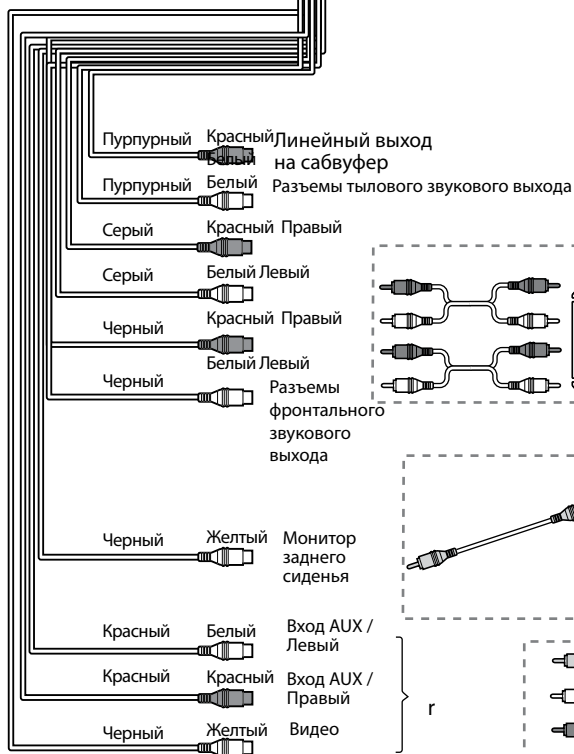 Пурпурный Красный Линейный выход
Белый на сабвуфер
Пурпурный Белый Разъемы тылового звукового выхода
Серый Красный Правый
Серый Белый Левый
Черный Красный Правый
Белый Левый
Черный Разъемы
фронтального
звукового
выхода
Черный Желтый Монитор
заднего
сиденья
Красный Белый Вход AUX /
Левый
Красный Красный Вход AUX /
Правый
r
Черный Желтый Видео